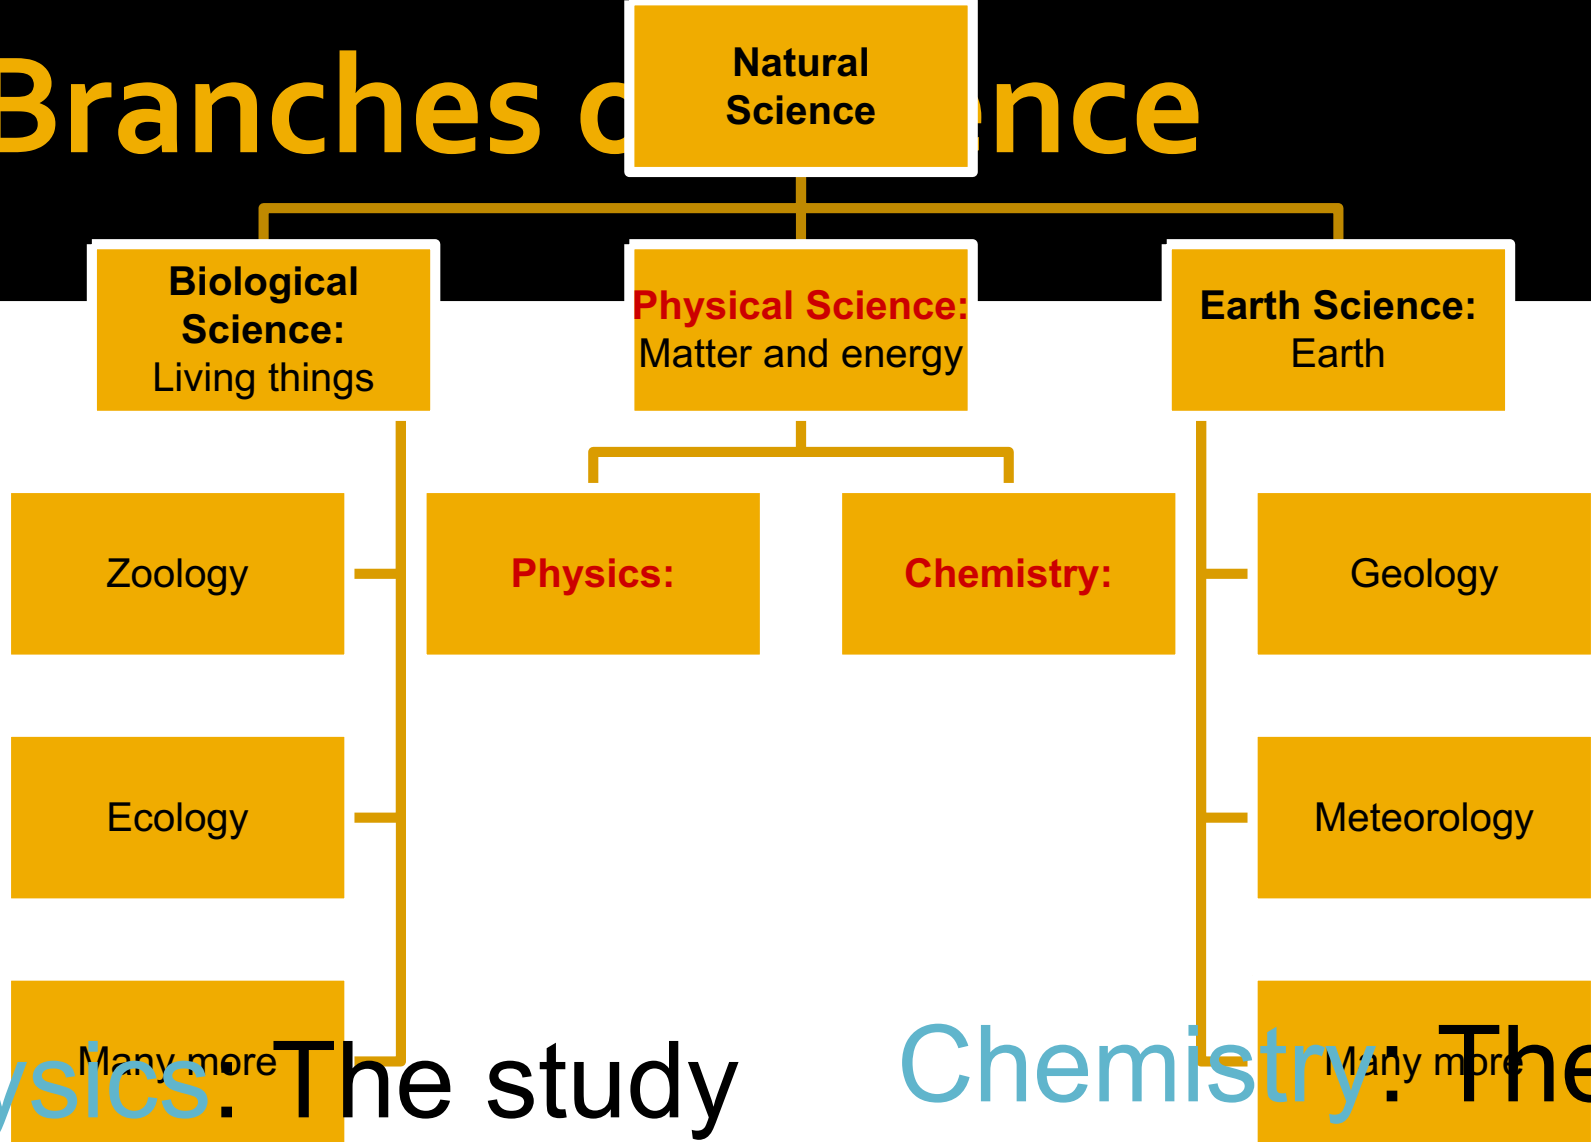 Branches o ence
Natural
Science
Biological
Science:
Living things
Physical Science:
Matter and energy
Earth Science:
Earth
Zoology
Physics:
Chemistry:
Geology
Ecology
Meteorology
Many more
Many more
ysics: The study
Chemistry: The